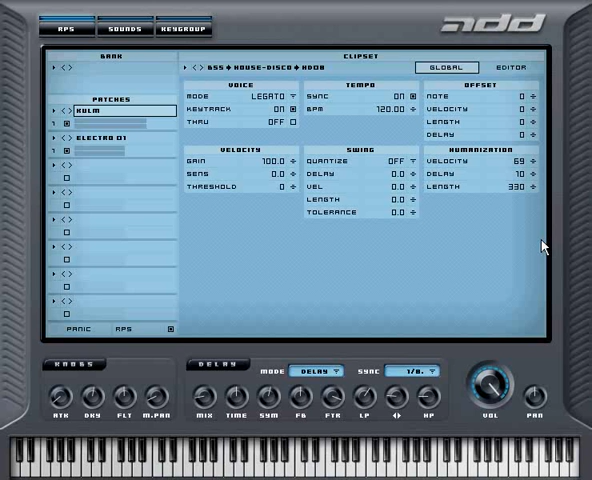 RPS SOUNDS KEYGROUP
add
BANK CLIPSET
BSS HOUSE-DISCO GLOBAL EDITOR
VOICE TEMPO OFFSET
PATCHES MODE LEGATO SYNC ON NOTE 0
KULM KEYTRACK ON BPM 120.00 VELOCITY 0
1 THRU OFF LENGTH 0
ELECTRO 01 DELAY 0
1 VELOCITY SWING HUMANIZATION
GAIN 100.0 QUANTIZE OFF VELOCITY 69
SENS 0.0 DELAY 0.0 DELAY 10
THRESHOLD 0 VEL 0.0 LENGTH 330
LENGTH 0.0
TOLERANCE 0.0
PANIC RPS
KNOBS DELAY MODE DELAY SYNC 1/8.
ATK DKY FLT M.PAN MIX TIME SYM FB FTR LP HP VOL PAN